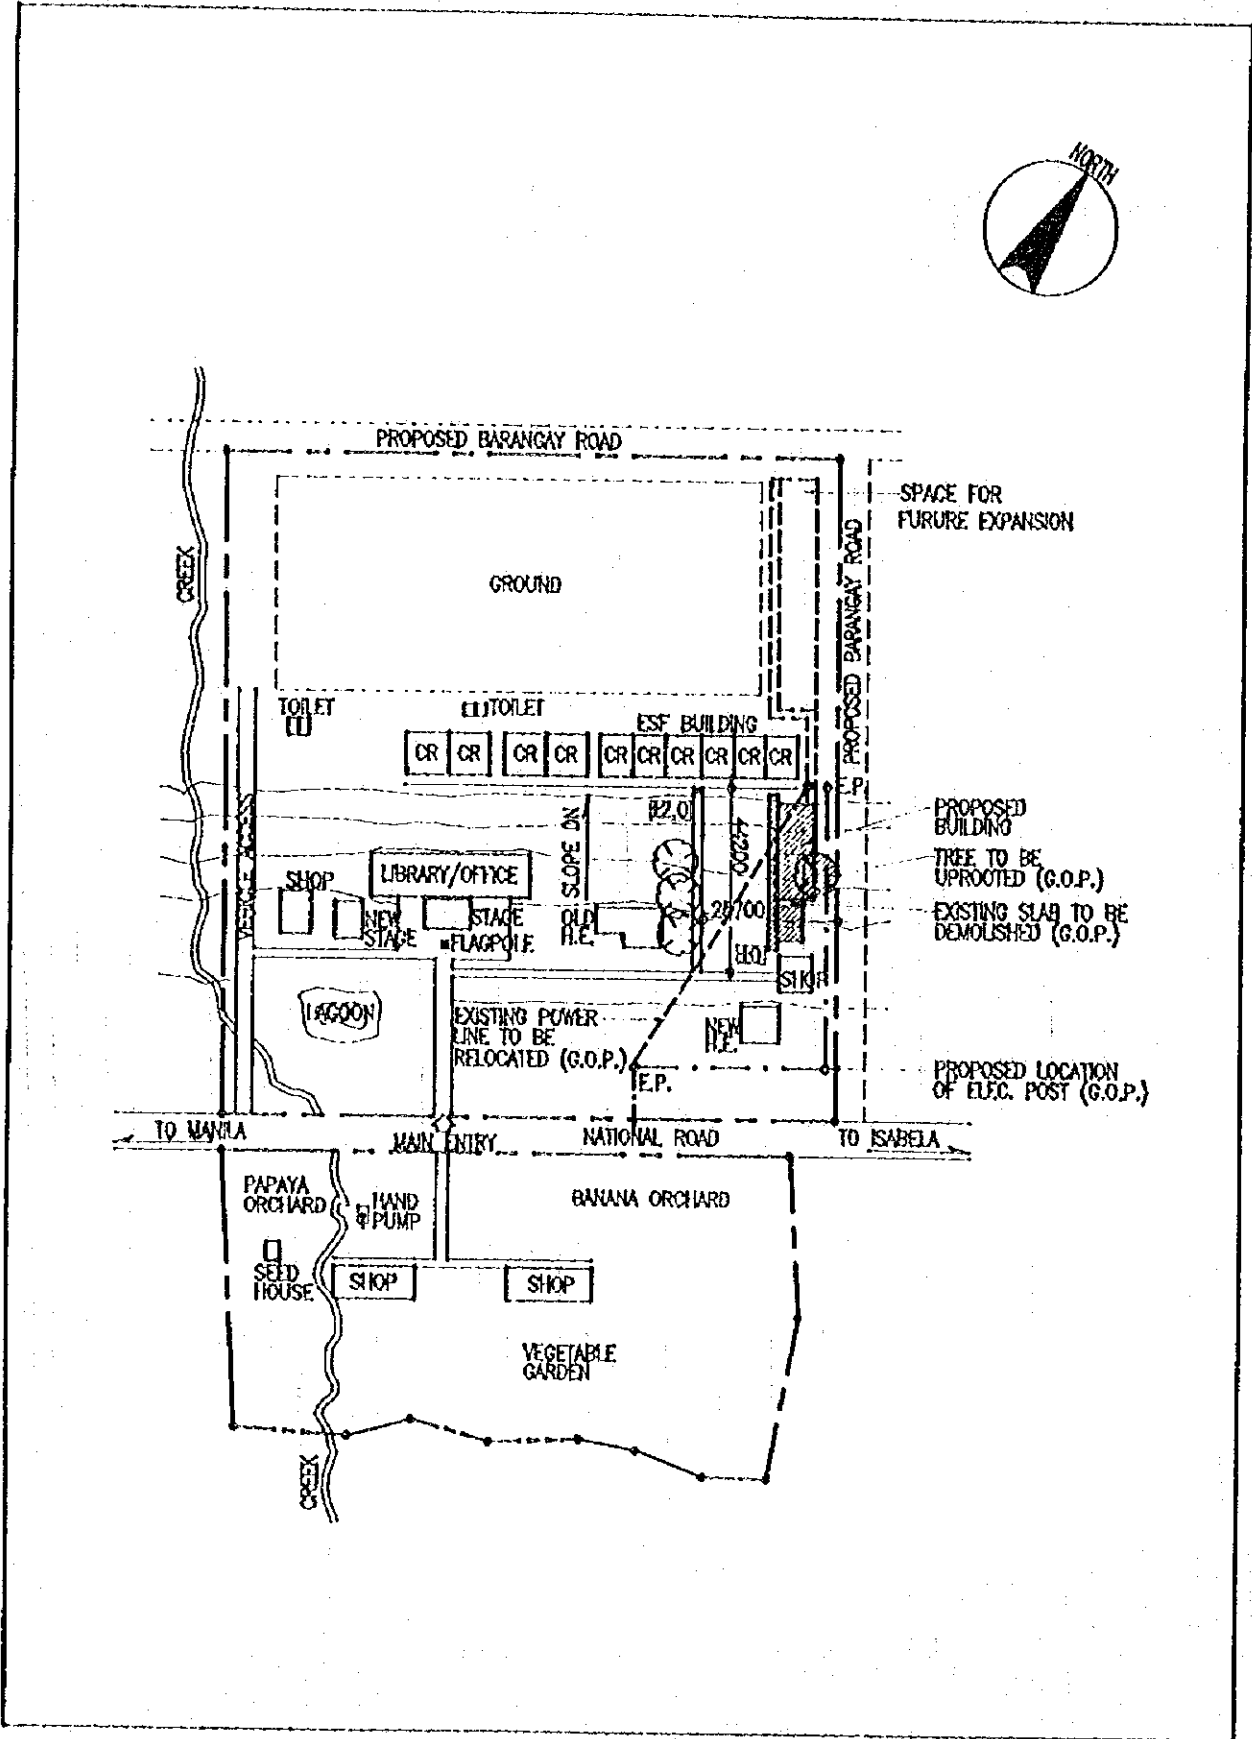 NORTH
PROPOSED BARANGAY ROAD
SPACE FOR
FURURE EXPANSION
CREEK
GROUND
PROPOSED BARANGAY ROAD
TOILET
TOILET
ESF BUILDING
CR CR CR CR CR CR CR CR CR CR
E.P.
SLOPE DN
44200
PROPOSED
BUILDING
TREE TO BE
UPROOTED (G.O.P.)
EXISTING SLAB TO BE
DEMOLISHED (G.O.P.)
LIBRARY/OFFICE
SHOP
NEW
STAGE
STAGE
FLAGPOLE
OLD
H.E.
SHOP
LAGOON
EXISTING POWER
LINE TO BE
RELOCATED (G.O.P.)
NEW
H.E.
E.P.
PROPOSED LOCATION
OF ELEC. POST (G.O.P.)
TO MANILA
MAIN ENTRY
NATIONAL ROAD
TO ISABELA
PAPAYA
ORCHARD
HAND
PUMP
BANANA ORCHARD
SEED
HOUSE
SHOP
SHOP
VEGETABLE
GARDEN
CREEK